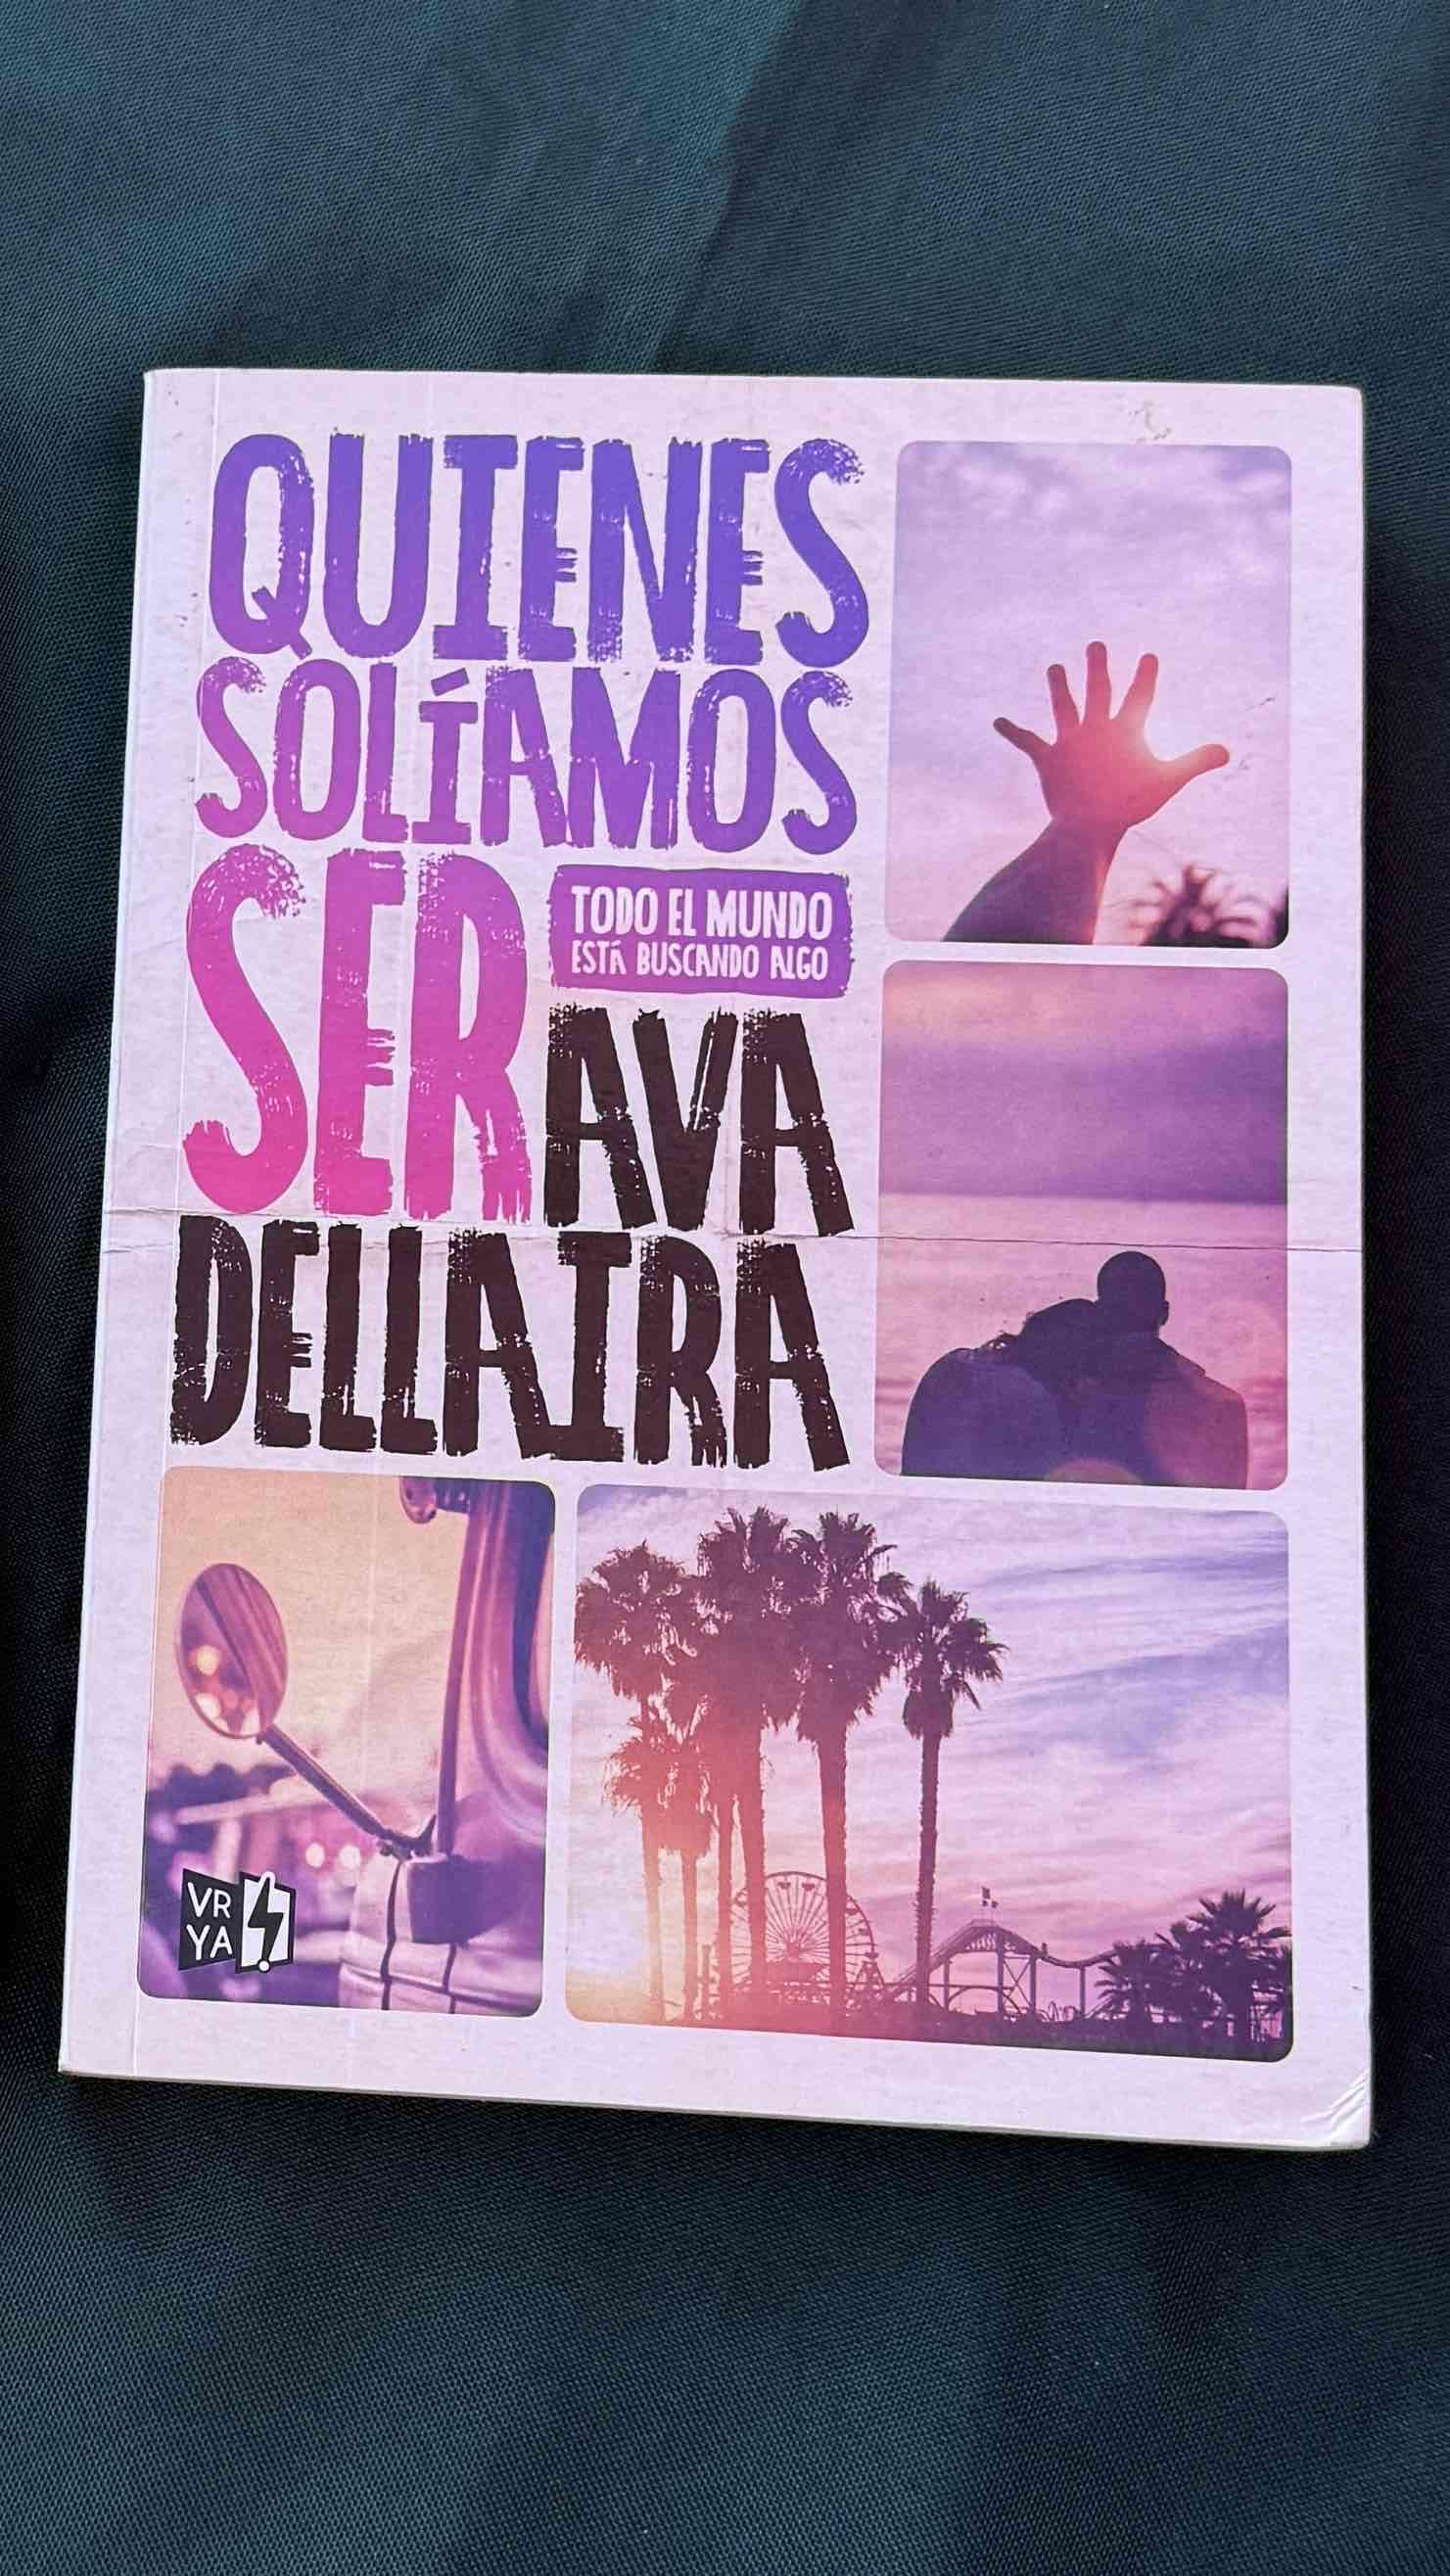 QUIENES
SOLÍAMOS
SER
TODO EL MUNDO
ESTÁ BUSCANDO ALGO
AVA
DELLAIRA
VR
YA